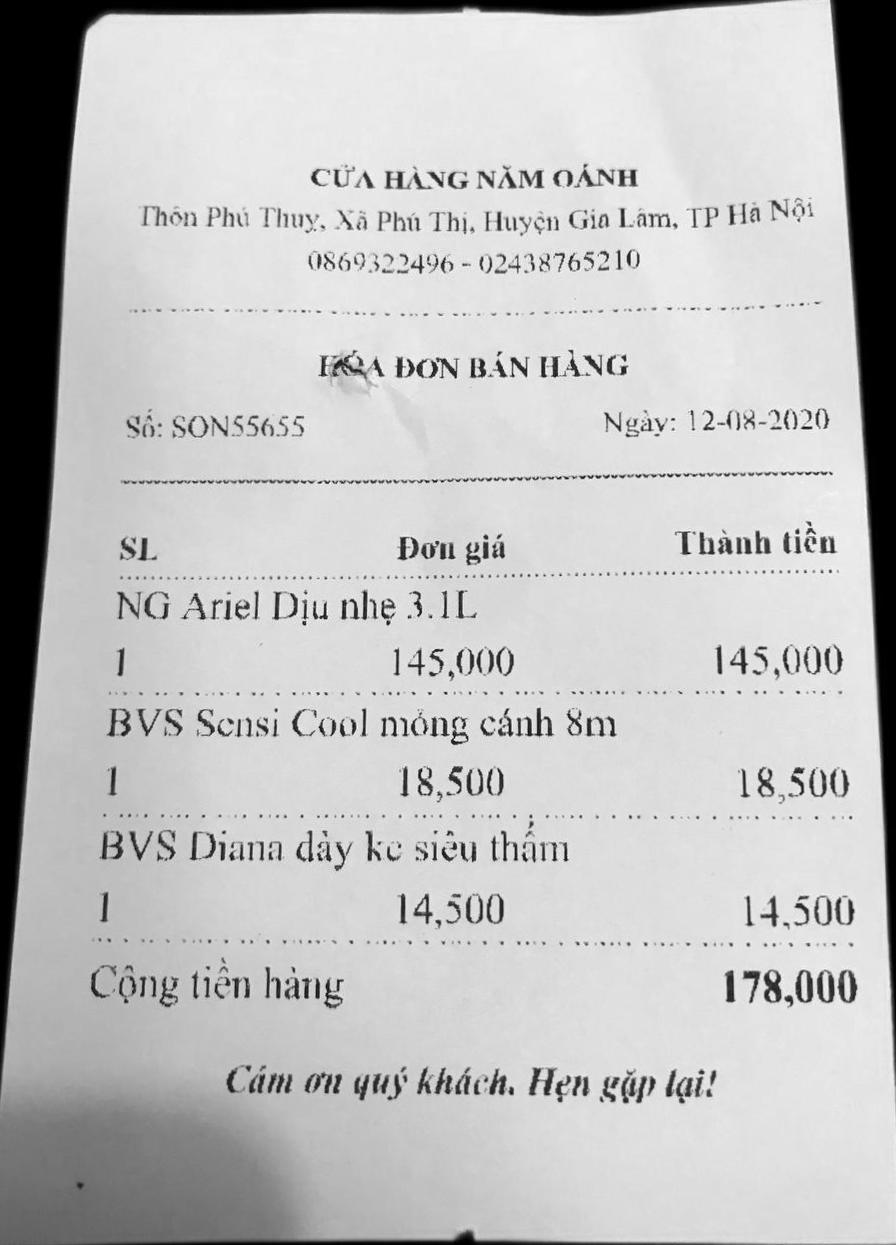 CỬA HÀNG NĂM OÁNH
Thôn Phú Thuy, Xã Phú Thị, Huyện Gia Lâm, TP Hà Nội
0869322496 - 02438765210
HÓA ĐƠN BÁN HÀNG
Số: SON55655 Ngày: 12-08-2020
SL Đơn giá Thành tiền
NG Ariel Dịu nhẹ 3.1L
1 145,000 145,000
BVS Sensi Cool mỏng cánh 8m
1 18,500 18,500
BVS Diana dày ke siêu thấm
1 14,500 14,500
Cộng tiền hàng 178,000
Cám ơn quý khách. Hẹn gặp lại!